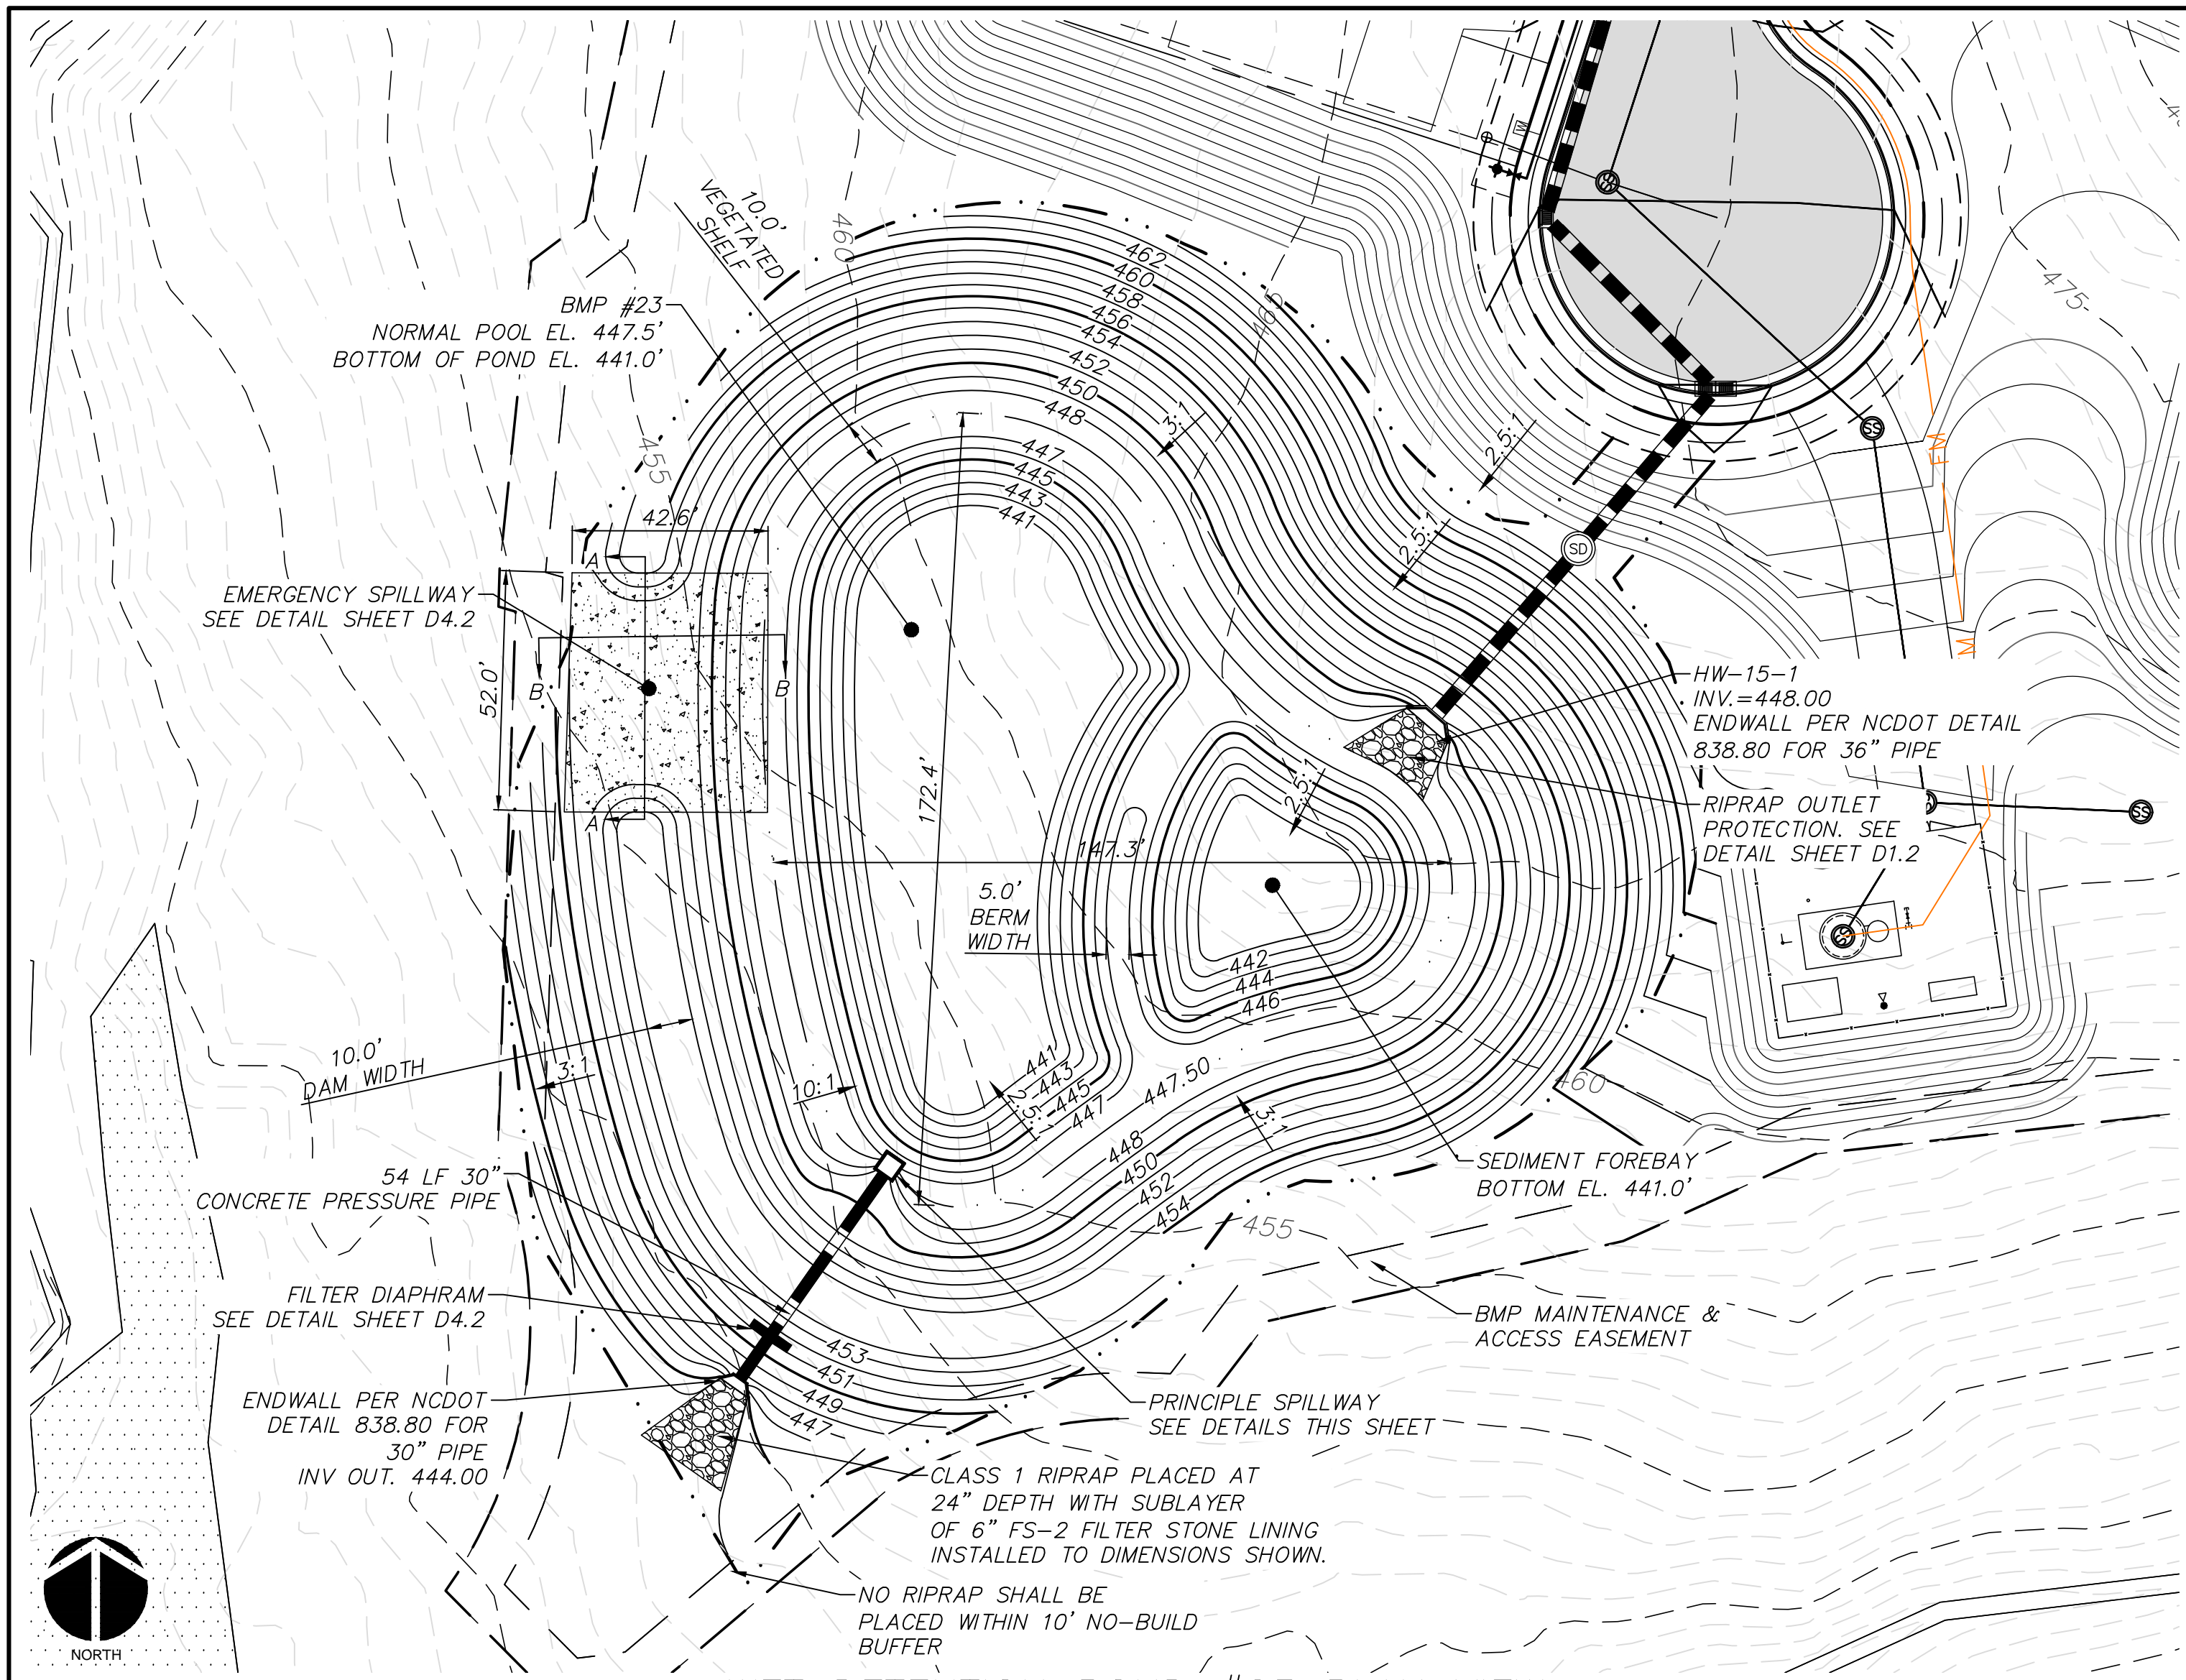 10.0'
VEGETATED
SHELF
BMP #23
NORMAL POOL EL. 447.5'
BOTTOM OF POND EL. 441.0'
460
465
455
475
462
460
458
456
454
452
450
448
447
445
443
441
3:1
2.5:1
2.5:1
W
SS
SS
FM
SD
42.6'
A
B
B
A
52.0'
EMERGENCY SPILLWAY
SEE DETAIL SHEET D4.2
172.4'
147.3'
2.5:1
5.0'
BERM
WIDTH
HW-15-1
INV.=448.00
ENDWALL PER NCDOT DETAIL
838.80 FOR 36" PIPE
RIPRAP OUTLET
PROTECTION. SEE
DETAIL SHEET D1.2
SS
SS
442
444
446
10.0'
DAM WIDTH
3:1
10:1
441
443
445
447
2.5:1
447.50
448
450
452
454
3:1
460
455
54 LF 30"
CONCRETE PRESSURE PIPE
SEDIMENT FOREBAY
BOTTOM EL. 441.0'
FILTER DIAPHRAM
SEE DETAIL SHEET D4.2
BMP MAINTENANCE &
ACCESS EASEMENT
453
451
449
447
ENDWALL PER NCDOT
DETAIL 838.80 FOR
30" PIPE
INV OUT. 444.00
PRINCIPLE SPILLWAY
SEE DETAILS THIS SHEET
CLASS 1 RIPRAP PLACED AT
24" DEPTH WITH SUBLAYER
OF 6" FS-2 FILTER STONE LINING
INSTALLED TO DIMENSIONS SHOWN.
NO RIPRAP SHALL BE
PLACED WITHIN 10' NO-BUILD
BUFFER
NORTH